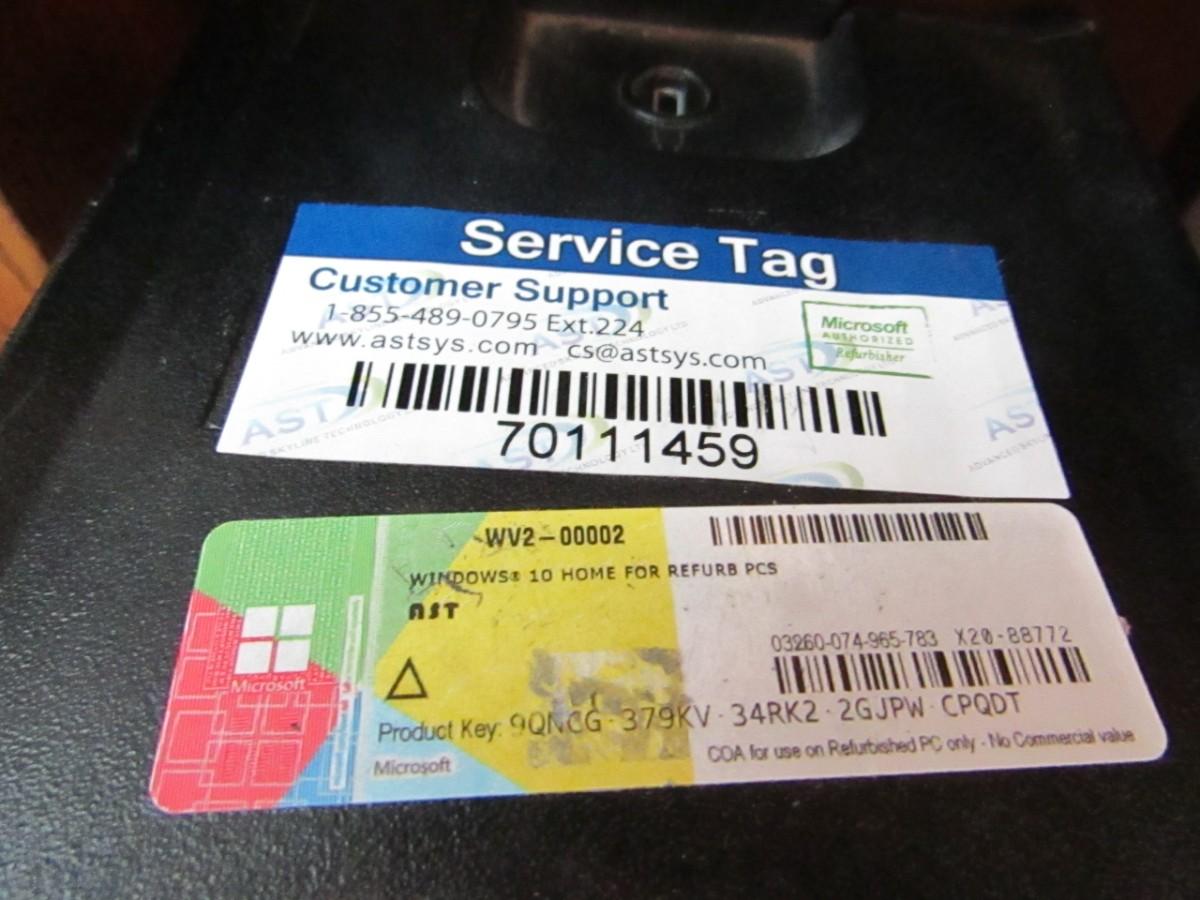 Service Tag
Customer Support
1-855-489-0795 Ext.224
www.astsys.com cs@astsys.com
Microsoft
AUTHORIZED
Refurbisher
70111459
WV2-00002
WINDOWS® 10 HOME FOR REFURB PCS
AST
03260-074-965-783 X20-88772
Microsoft
Product Key: 9QNCG-379KV-34RK2-2GJPW-CPQDT
COA for use on Refurbished PC only - No Commercial value
Microsoft